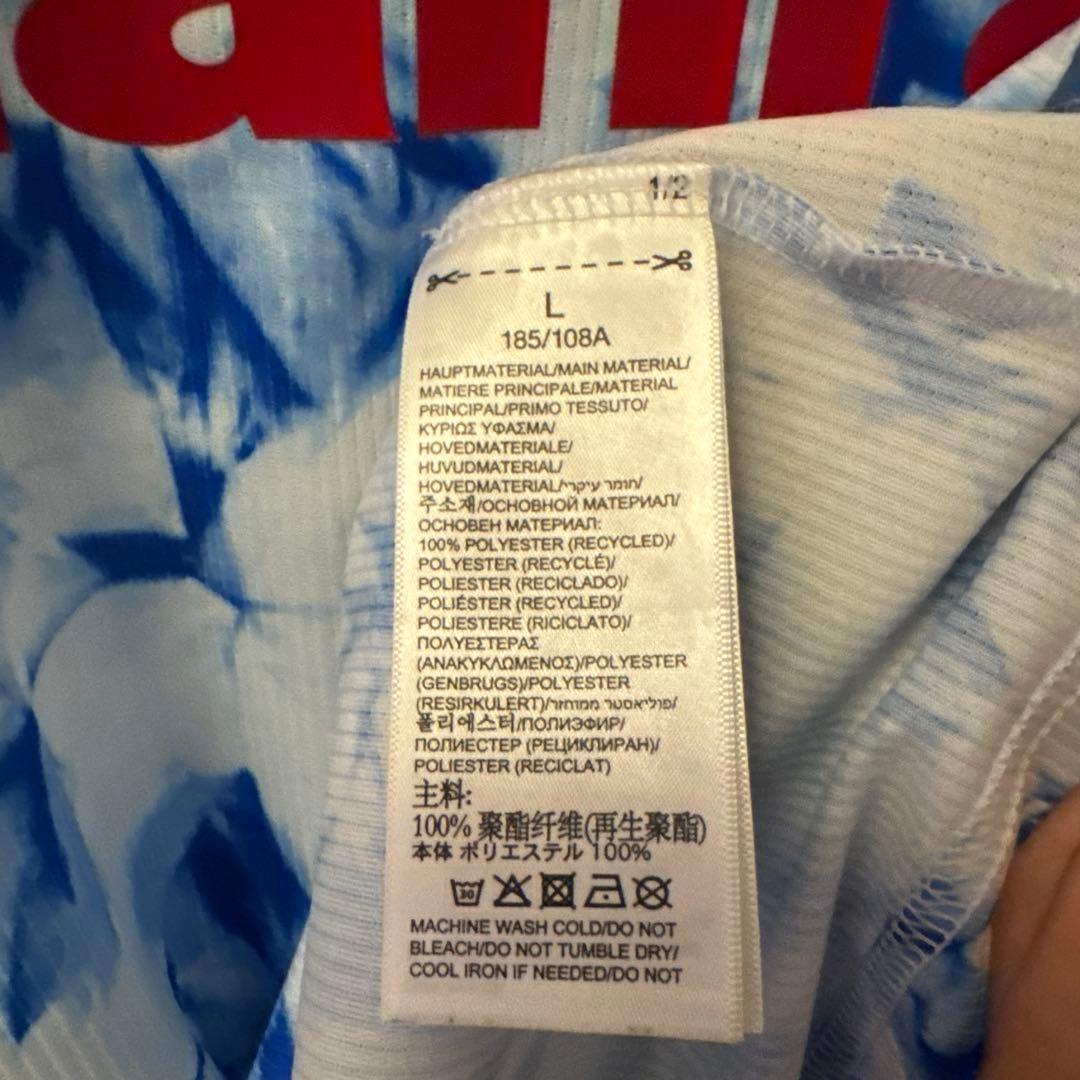 1/2
L
185/108A
HAUPTMATERIAL/MAIN MATERIAL/
MATIERE PRINCIPALE/MATERIAL
PRINCIPAL/PRIMO TESSUTO/
ΚΥΡΙΩΣ ΥΦΑΣΜΑ/
HOVEDMATERIALE/
HUVUDMATERIAL/
HOVEDMATERIAL/חומר עיקרי/
주소재/ОСНОВНОЙ МАТЕРИАЛ/
ОСНОВЕН МАТЕРИАЛ:
100% POLYESTER (RECYCLED)/
POLYESTER (RECYCLÉ)/
POLIESTER (RECICLADO)/
POLIÉSTER (RECYCLED)/
POLIESTERE (RICICLATO)/
ΠΟΛΥΕΣΤΕΡΑΣ
(ΑΝΑΚΥΚΛΩΜΕΝΟΣ)/POLYESTER
(GENBRUGS)/POLYESTER
(RESIRKULERT)/פוליאסטר ממוחזר/
폴리에스터/ПОЛИЭФИР/
ПОЛИЕСТЕР (РЕЦИКЛИРАН)/
POLIESTER (RECICLAT)
主料:
100% 聚酯纤维(再生聚酯)
本体 ポリエステル 100%
30
MACHINE WASH COLD/DO NOT
BLEACH/DO NOT TUMBLE DRY/
COOL IRON IF NEEDED/DO NOT